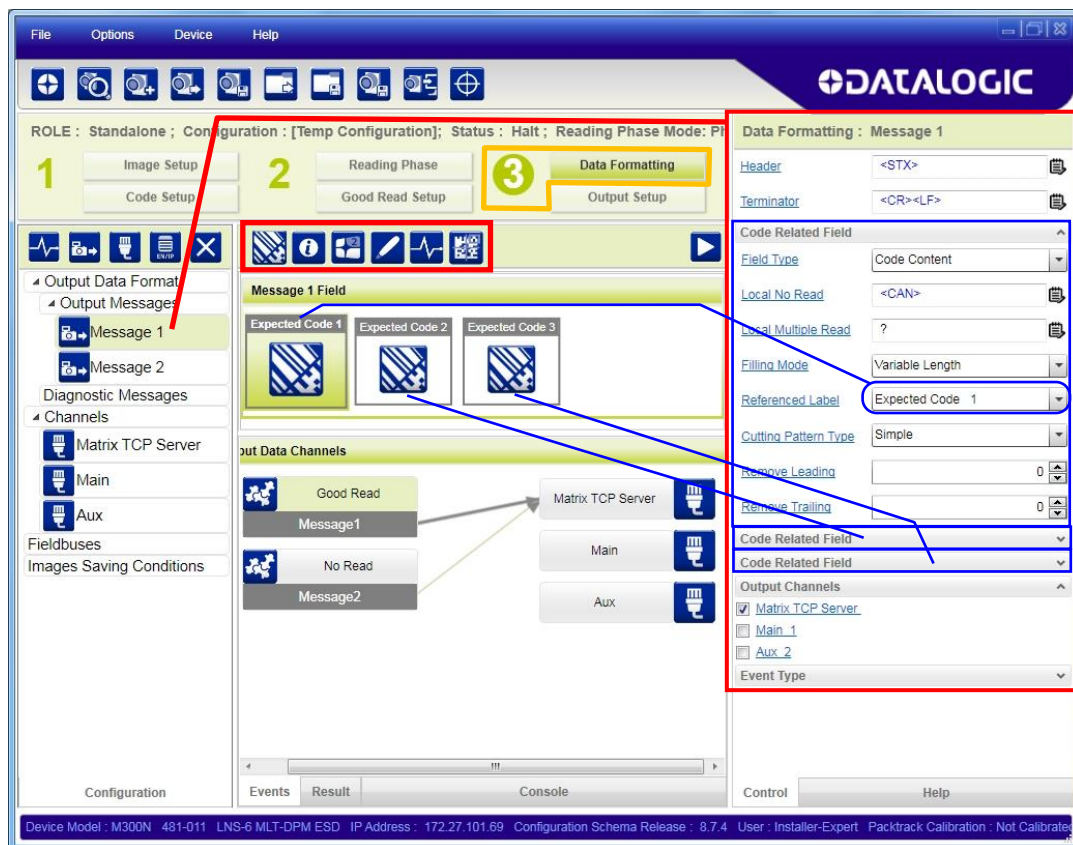 File Options Device Help
DATALOGIC
ROLE : Standalone ; Configuration : [Temp Configuration]; Status : Halt ; Reading Phase Mode: Ph
1 Image Setup
Code Setup
2 Reading Phase
Good Read Setup
3 Data Formatting
Output Setup
EN/IP
Output Data Format
Output Messages
Message 1
Message 2
Diagnostic Messages
Channels
Matrix TCP Server
Main
Aux
Fieldbuses
Images Saving Conditions
Configuration
Message 1 Field
Expected Code 1 Expected Code 2 Expected Code 3
put Data Channels
Good Read
Message1
No Read
Message2
Matrix TCP Server
Main
Aux
Events Result Console
Data Formatting : Message 1
Header <STX>
Terminator <CR><LF>
Code Related Field
Field Type Code Content
Local No Read <CAN>
Local Multiple Read ?
Filling Mode Variable Length
Referenced Label Expected Code 1
Cutting Pattern Type Simple
Remove Leading 0
Remove Trailing 0
Code Related Field
Code Related Field
Output Channels
Matrix TCP Server
Main 1
Aux 2
Event Type
Control Help
Device Model : M300N 481-011 LNS-6 MLT-DPM ESD IP Address : 172.27.101.69 Configuration Schema Release : 8.7.4 User : Installer-Expert Packtrack Calibration : Not Calibrated